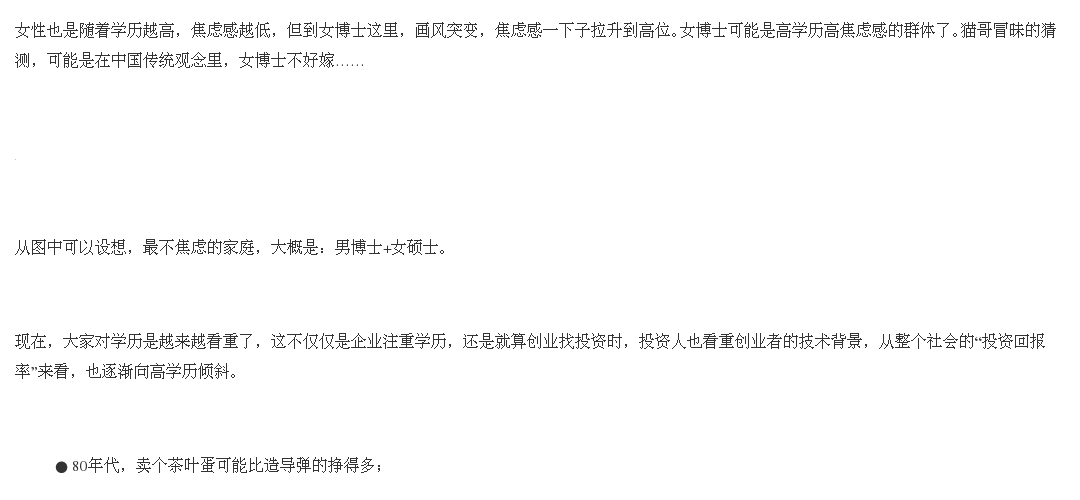 女性也是随着学历越高，焦虑感越低，但到女博士这里，画风突变，焦虑感一下子拉升到高位。女博士可能是高学历高焦虑感的群体了。猫哥冒昧的猜
测，可能是在中国传统观念里，女博士不好嫁……
从图中可以设想，最不焦虑的家庭，大概是：男博士+女硕士。
现在，大家对学历是越来越看重了，这不仅仅是企业注重学历，还是就算创业找投资时，投资人也看重创业者的技术背景，从整个社会的“投资回报
率”来看，也逐渐向高学历倾斜。
● 80年代，卖个茶叶蛋可能比造导弹的挣得多；